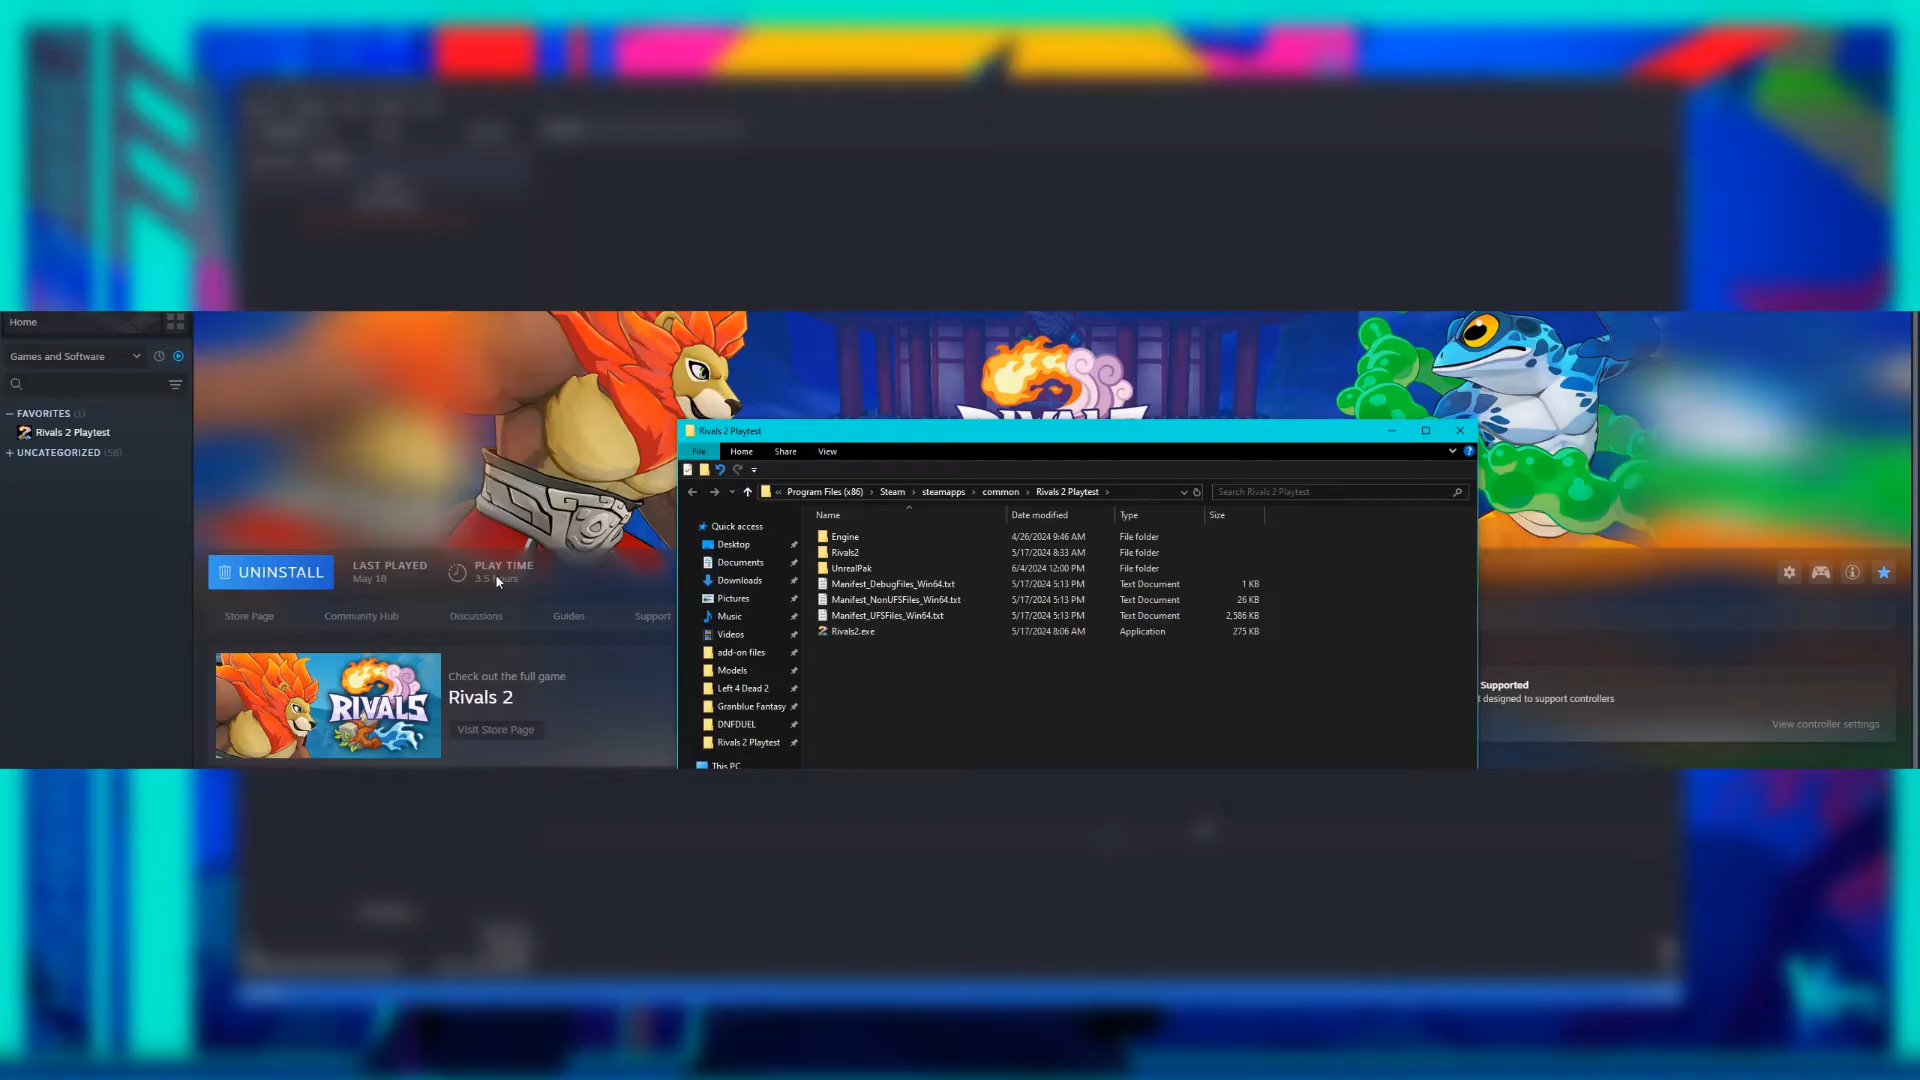 Home
Games and Software
FAVORITES (1)
Rivals 2 Playtest
UNCATEGORIZED (58)
UNINSTALL
LAST PLAYED
May 18
PLAY TIME
3.5 hours
Store Page
Community Hub
Discussions
Guides
Support
RIVALS
Check out the full game
Rivals 2
Visit Store Page
RIVALS
Rivals 2 Playtest
File
Home
Share
View
« Program Files (x86) › Steam › steamapps › common › Rivals 2 Playtest ›
Search Rivals 2 Playtest
Quick access
Desktop
Documents
Downloads
Pictures
Music
Videos
add-on files
Models
Left 4 Dead 2
Granblue Fantasy
DNFDUEL
Rivals 2 Playtest
This PC
Name Date modified Type Size
Engine 4/26/2024 9:46 AM File folder
Rivals2 5/17/2024 8:33 AM File folder
UnrealPak 6/4/2024 12:00 PM File folder
Manifest_DebugFiles_Win64.txt 5/17/2024 5:13 PM Text Document 1 KB
Manifest_NonUFSFiles_Win64.txt 5/17/2024 5:13 PM Text Document 26 KB
Manifest_UFSFiles_Win64.txt 5/17/2024 5:13 PM Text Document 2,586 KB
Rivals2.exe 5/17/2024 8:06 AM Application 275 KB
Supported
t designed to support controllers
View controller settings